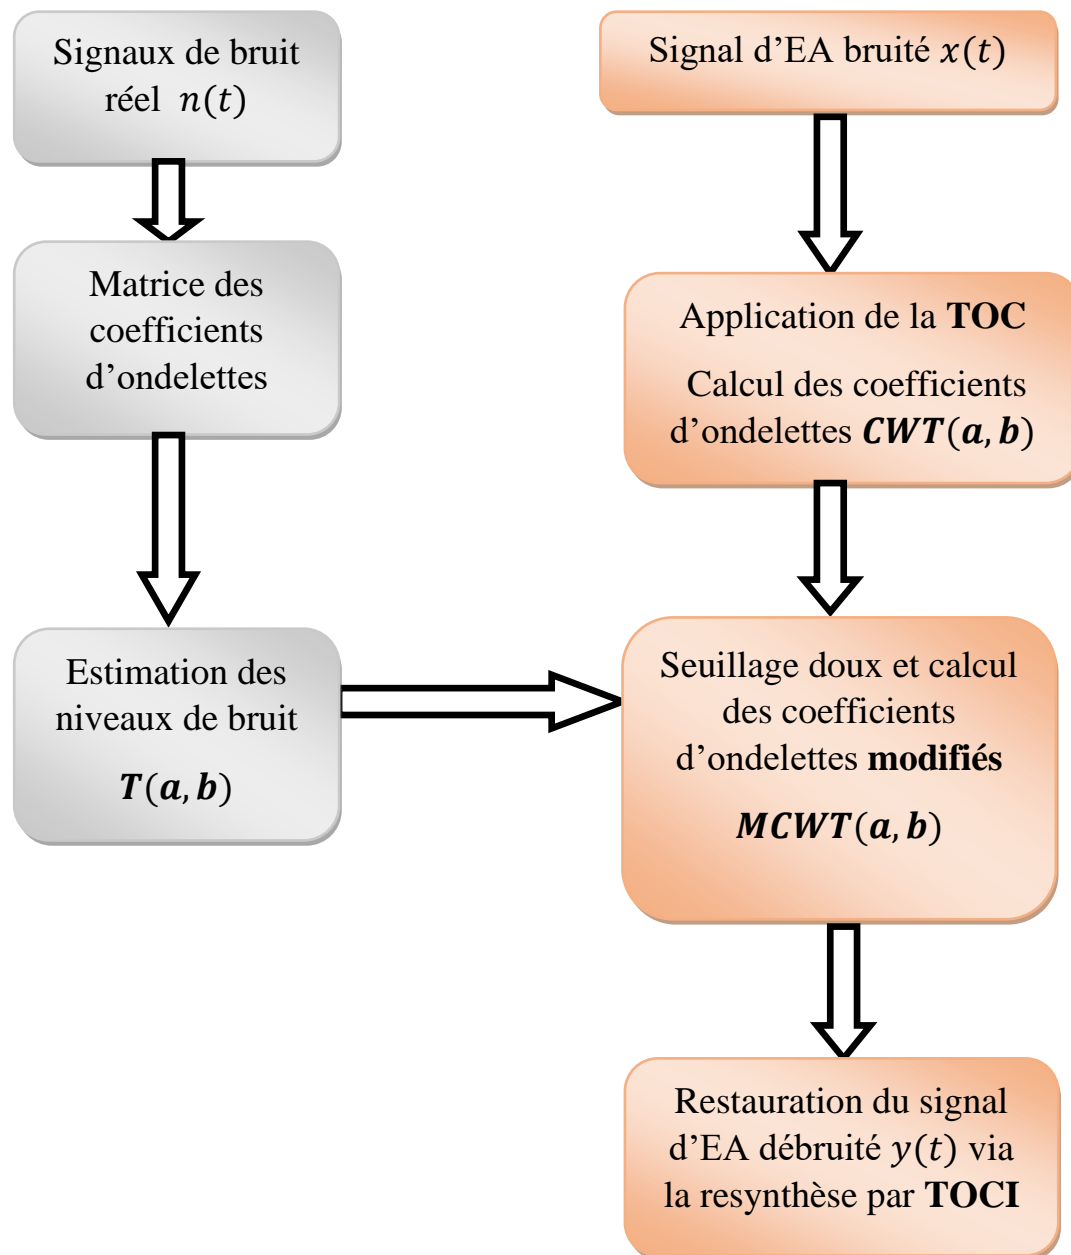 Signaux de bruit
réel n(t)
Matrice des
coefficients
d’ondelettes
Estimation des
niveaux de bruit
T(a, b)
Signal d’EA bruité x(t)
Application de la TOC
Calcul des coefficients
d’ondelettes CWT(a, b)
Seuillage doux et calcul
des coefficients
d’ondelettes modifiés
MCWT(a, b)
Restauration du signal
d’EA débruité y(t) via
la resynthèse par TOCI